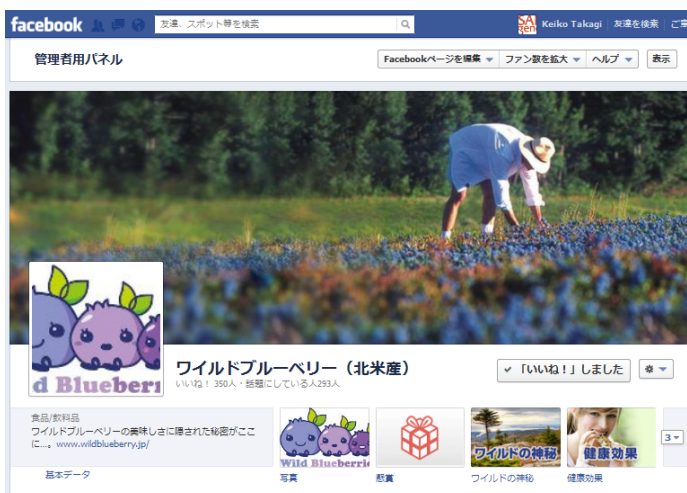 facebook
友達、スポット等を検索
SA
gen
Keiko Takagi
友達を検索
管理者用パネル
Facebookページを編集
ファン数を拡大
ヘルプ
表示
d Blueberr
ワイルドブルーベリー（北米産）
いいね！ 350人・話題にしている人293人
✓ 「いいね！」しました
食品/飲料品
ワイルドブルーベリーの美味しさに隠された秘密がここ
に...。www.wildblueberry.jp/
基本データ
Wild Blueberrie
写真
懸賞
ワイルドの神秘
ワイルドの神秘
健康効果
健康効果
3